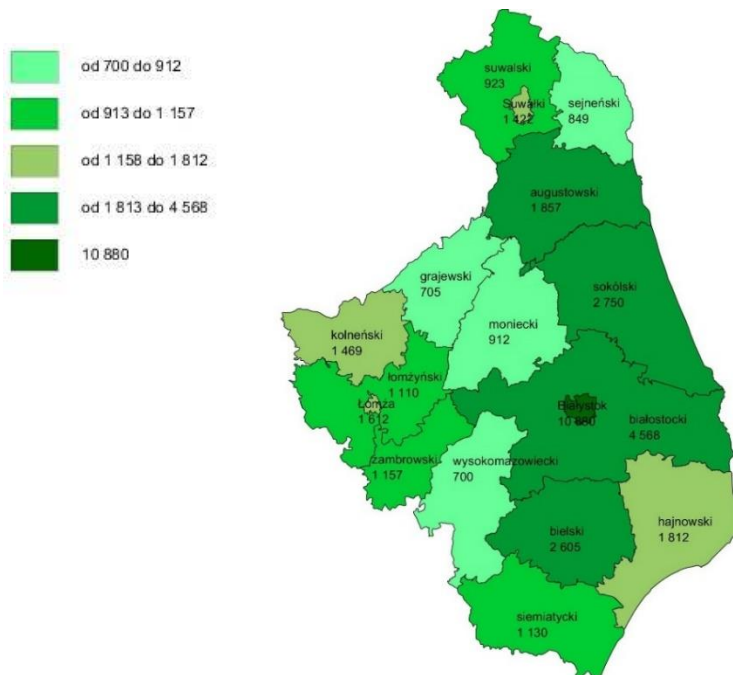 od 700 do 912
od 913 do 1 157
od 1 158 do 1 812
od 1 813 do 4 568
10 880
suwalski
923
Suwałki
1 422
sejneński
849
augustowski
1 857
grajewski
705
sokólski
2 750
moniecki
912
kolneński
1 469
łomżyński
1 110
Łomża
1 612
Białystok
10 880
białostocki
4 568
zambrowski
1 157
wysokomazowiecki
700
hajnowski
1 812
bielski
2 605
siemiatycki
1 130